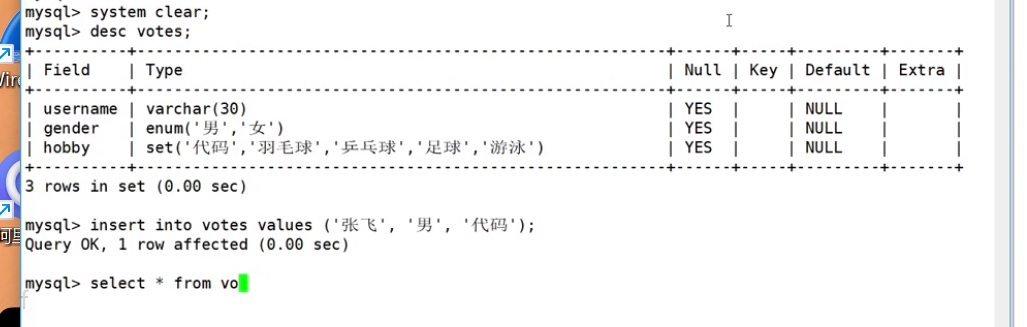 mysql> system clear;
mysql> desc votes;
+----------+--------------------------------------------------+------+-----+---------+-------+
| Field    | Type                                             | Null | Key | Default | Extra |
+----------+--------------------------------------------------+------+-----+---------+-------+
| username | varchar(30)                                      | YES  |     | NULL    |       |
| gender   | enum('男','女')                                  | YES  |     | NULL    |       |
| hobby    | set('代码','羽毛球','乒乓球','足球','游泳')      | YES  |     | NULL    |       |
+----------+--------------------------------------------------+------+-----+---------+-------+
3 rows in set (0.00 sec)
mysql> insert into votes values ('张飞', '男', '代码');
Query OK, 1 row affected (0.00 sec)
mysql> select * from vo